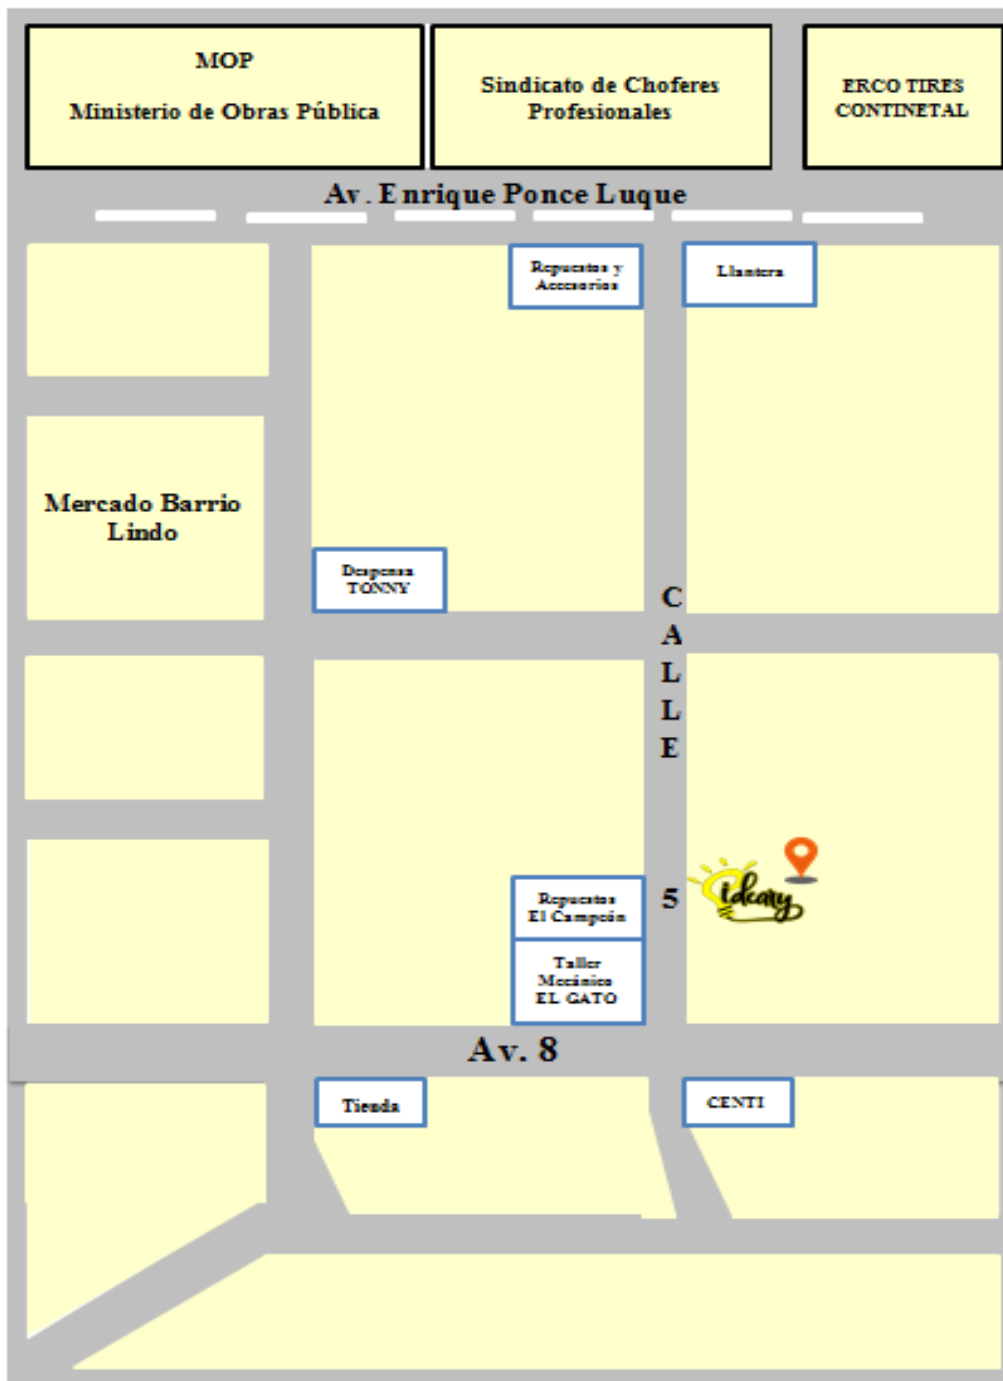 MOP
Ministerio de Obras Pública
Sindicato de Choferes
Profesionales
ERCO TIRES
CONTINETAL
Av. Enrique Ponce Luque
Repuestos y
Accesorios
Llantera
Mercado Barrio
Lindo
Despensa
TONNY
CALLE 5
ideary
Repuestos
El Campeón
Taller
Mecánico
EL GATO
Av. 8
Tienda
CENTI